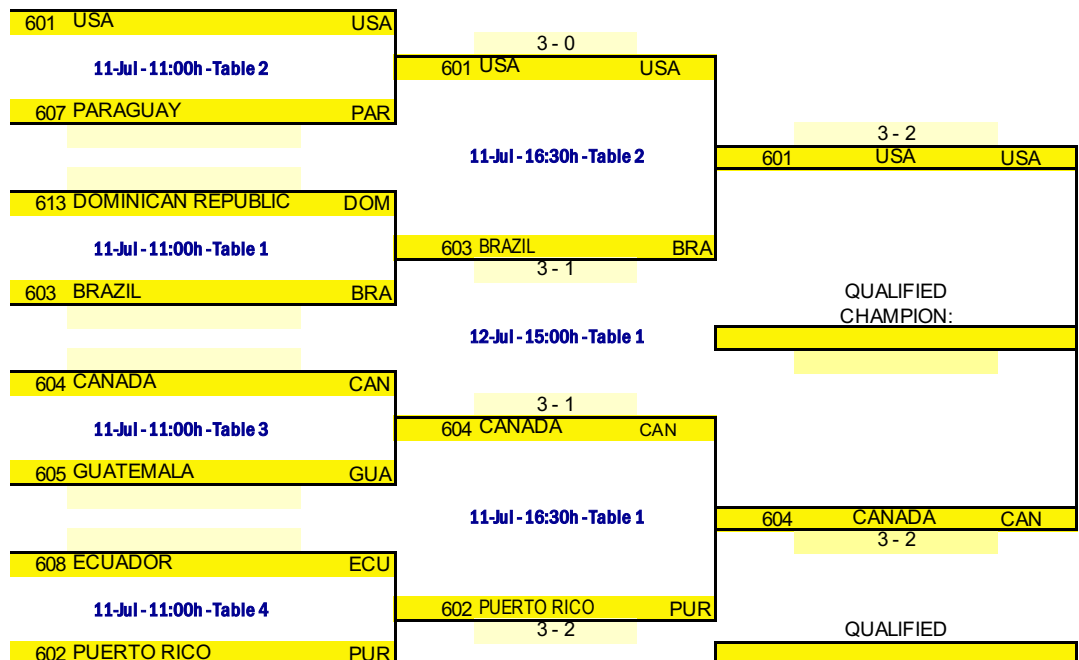 601 USA USA
11-Jul - 11:00h - Table 2
607 PARAGUAY PAR
613 DOMINICAN REPUBLIC DOM
11-Jul - 11:00h - Table 1
603 BRAZIL BRA
604 CANADA CAN
11-Jul - 11:00h - Table 3
605 GUATEMALA GUA
608 ECUADOR ECU
11-Jul - 11:00h - Table 4
602 PUERTO RICO PUR
3 - 0
601 USA USA
11-Jul - 16:30h - Table 2
603 BRAZIL BRA
3 - 1
12-Jul - 15:00h - Table 1
3 - 1
604 CANADA CAN
11-Jul - 16:30h - Table 1
602 PUERTO RICO PUR
3 - 2
3 - 2
601 USA USA
QUALIFIED
CHAMPION:
604 CANADA CAN
3 - 2
QUALIFIED